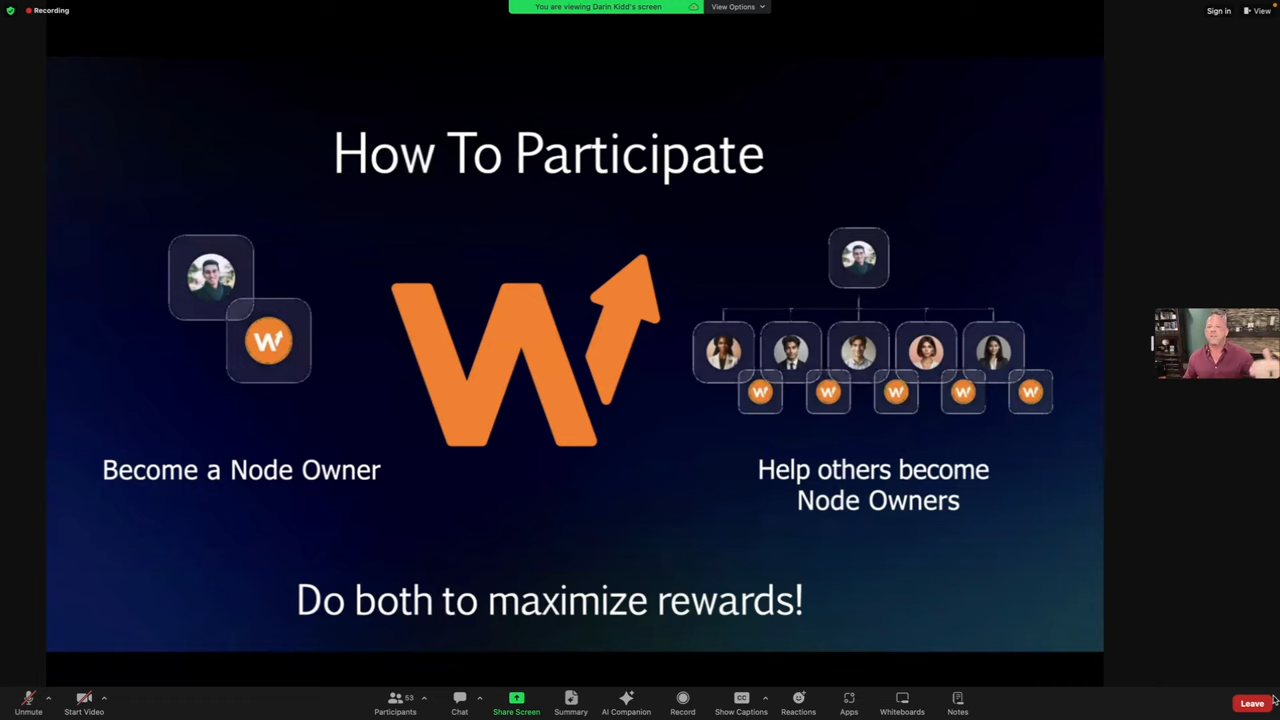 Recording
You are viewing Darin Kidd's screen
View Options
Sign in
View
How To Participate
W
W
W
W
W
W
W
Become a Node Owner
Help others become
Node Owners
Do both to maximize rewards!
Unmute
Start Video
53
Participants
Chat
Share Screen
Summary
AI Companion
Record
CC
Show Captions
Reactions
Apps
Whiteboards
Notes
Leave